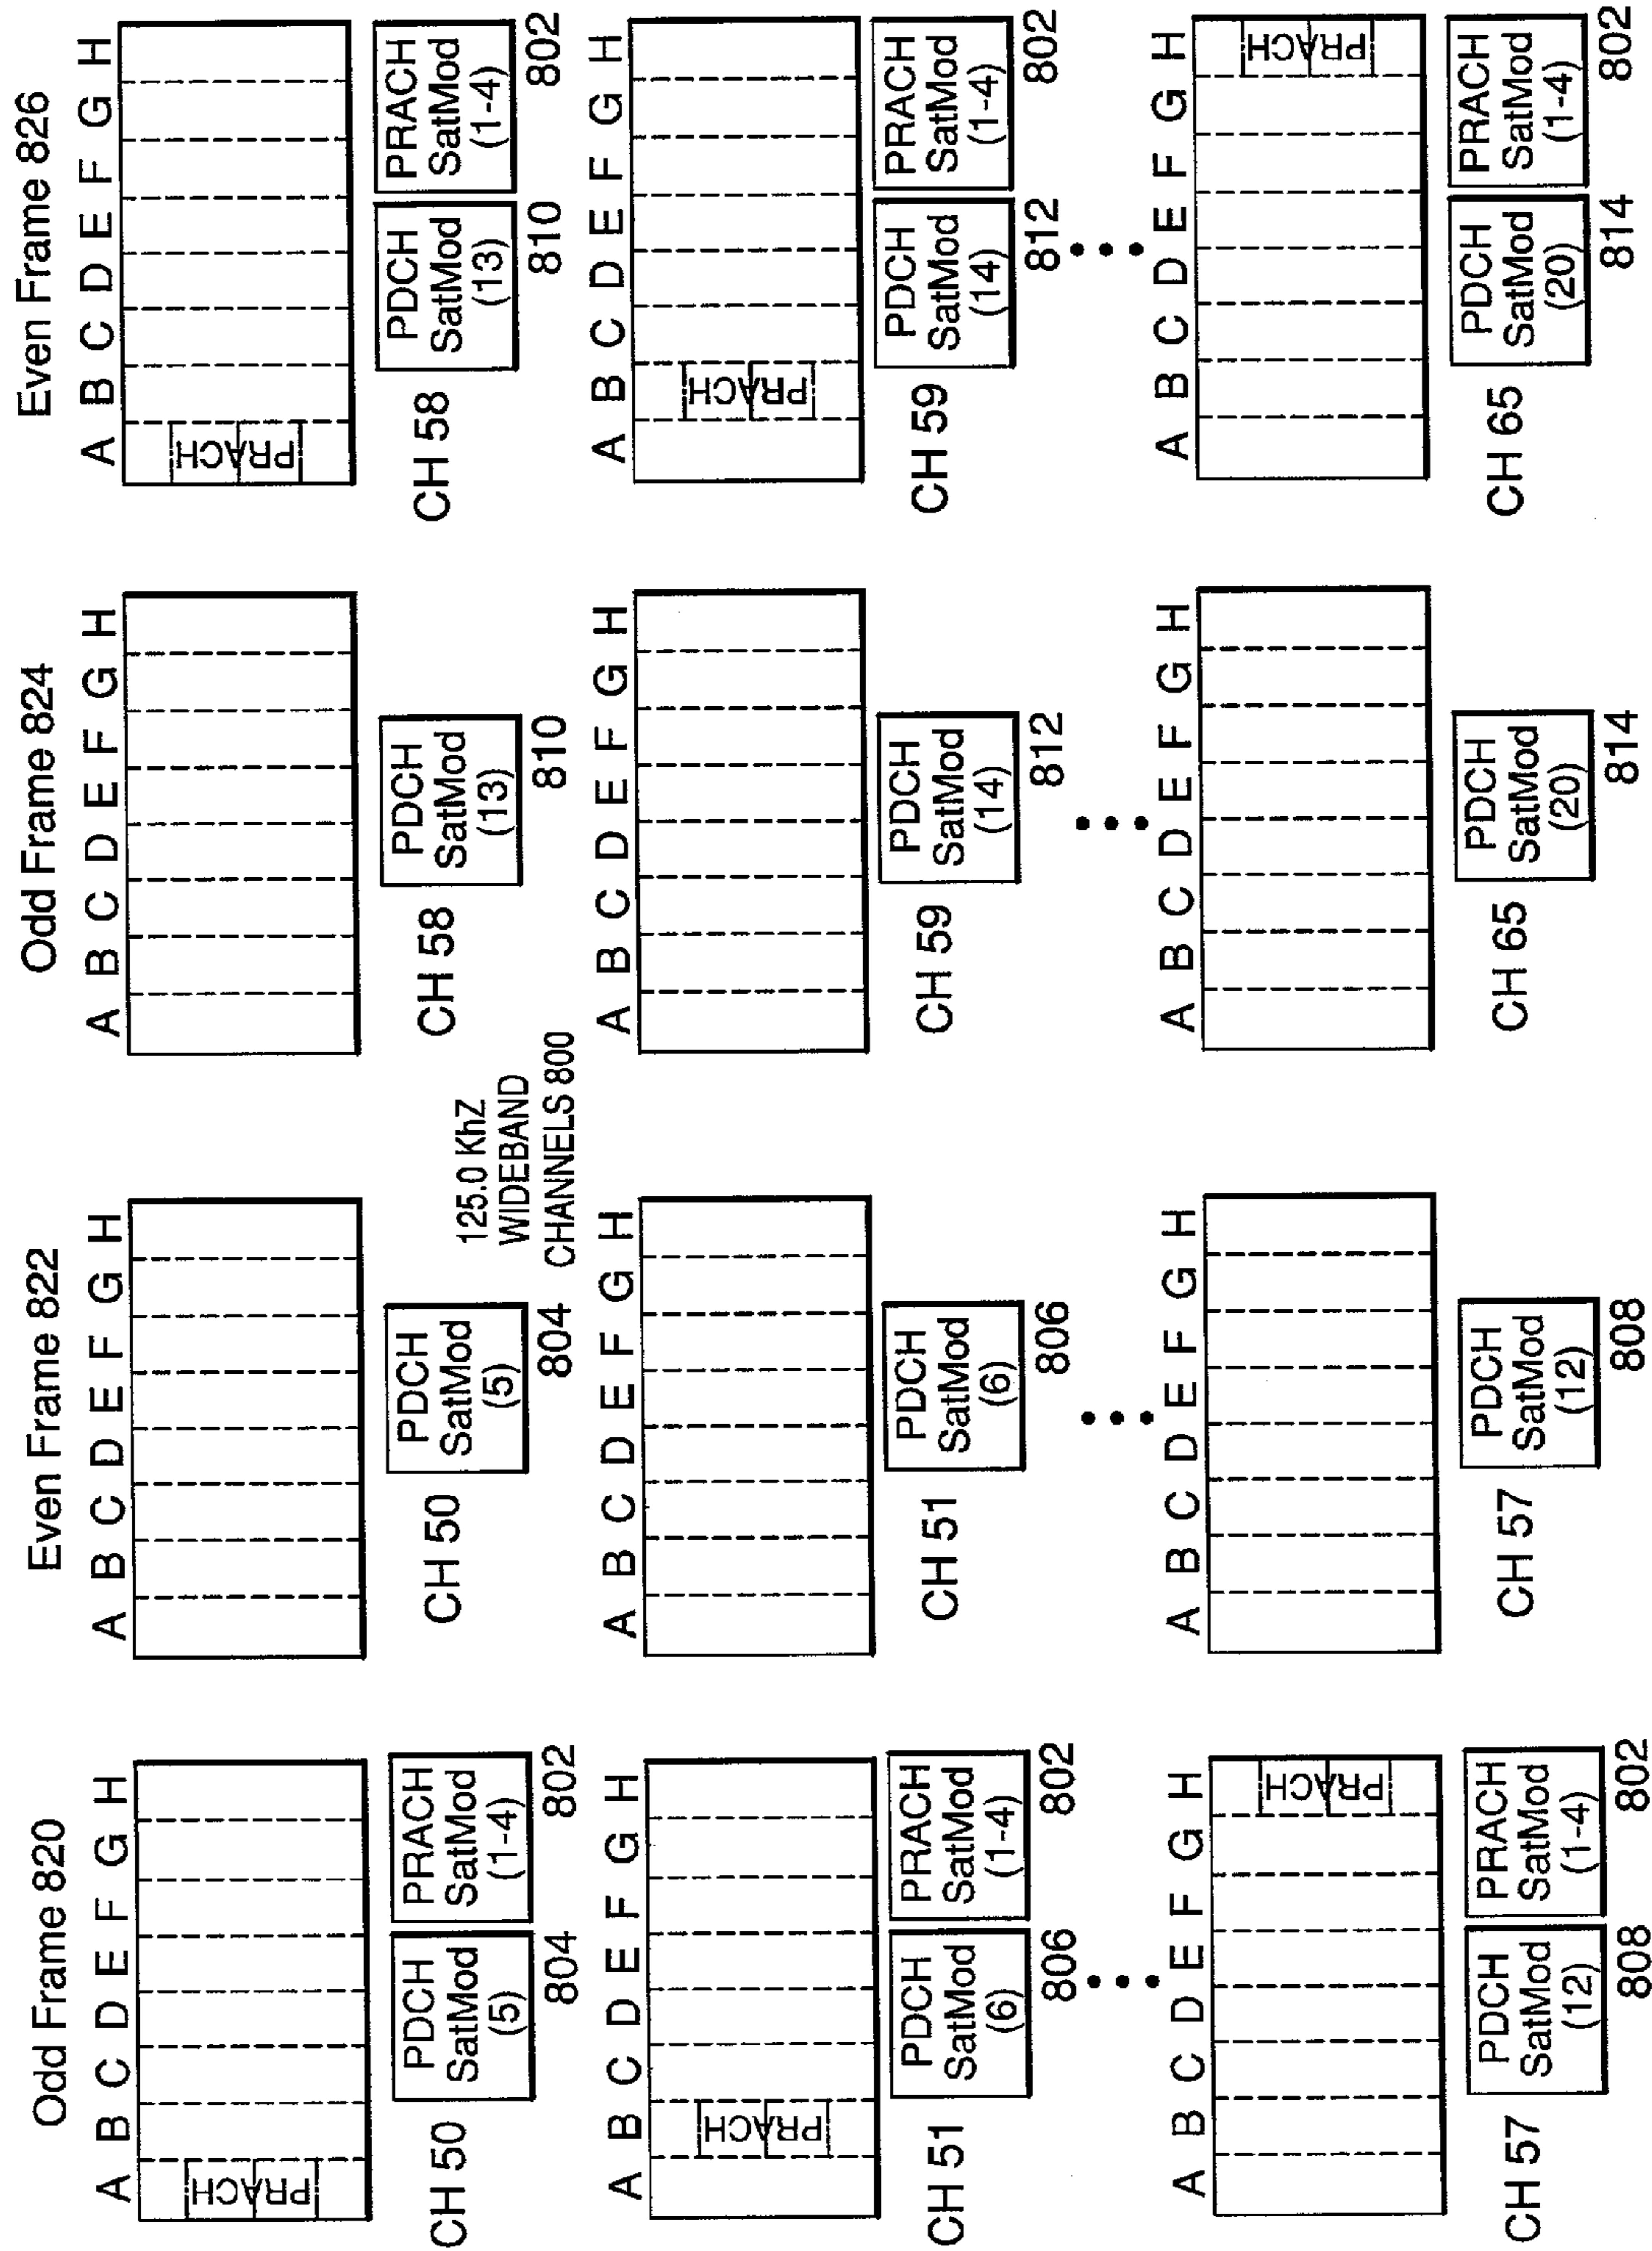 Odd Frame 820
A B C D E F G H
PRACH
CH 50
PDCH
SatMod
(5)
804
PRACH
SatMod
(1-4)
802
A B C D E F G H
PRACH
CH 51
PDCH
SatMod
(6)
806
PRACH
SatMod
(1-4)
802
A B C D E F G H
PRACH
CH 57
PDCH
SatMod
(12)
808
PRACH
SatMod
(1-4)
802
Even Frame 822
A B C D E F G H
CH 50
PDCH
SatMod
(5)
804
125.0 KhZ
WIDEBAND
CHANNELS 800
A B C D E F G H
CH 51
PDCH
SatMod
(6)
806
A B C D E F G H
CH 57
PDCH
SatMod
(12)
808
Odd Frame 824
A B C D E F G H
CH 58
PDCH
SatMod
(13)
810
A B C D E F G H
CH 59
PDCH
SatMod
(14)
812
A B C D E F G H
CH 65
PDCH
SatMod
(20)
814
Even Frame 826
A B C D E F G H
PRACH
CH 58
PDCH
SatMod
(13)
810
PRACH
SatMod
(1-4)
802
A B C D E F G H
PRACH
CH 59
PDCH
SatMod
(14)
812
PRACH
SatMod
(1-4)
802
A B C D E F G H
PRACH
CH 65
PDCH
SatMod
(20)
814
PRACH
SatMod
(1-4)
802